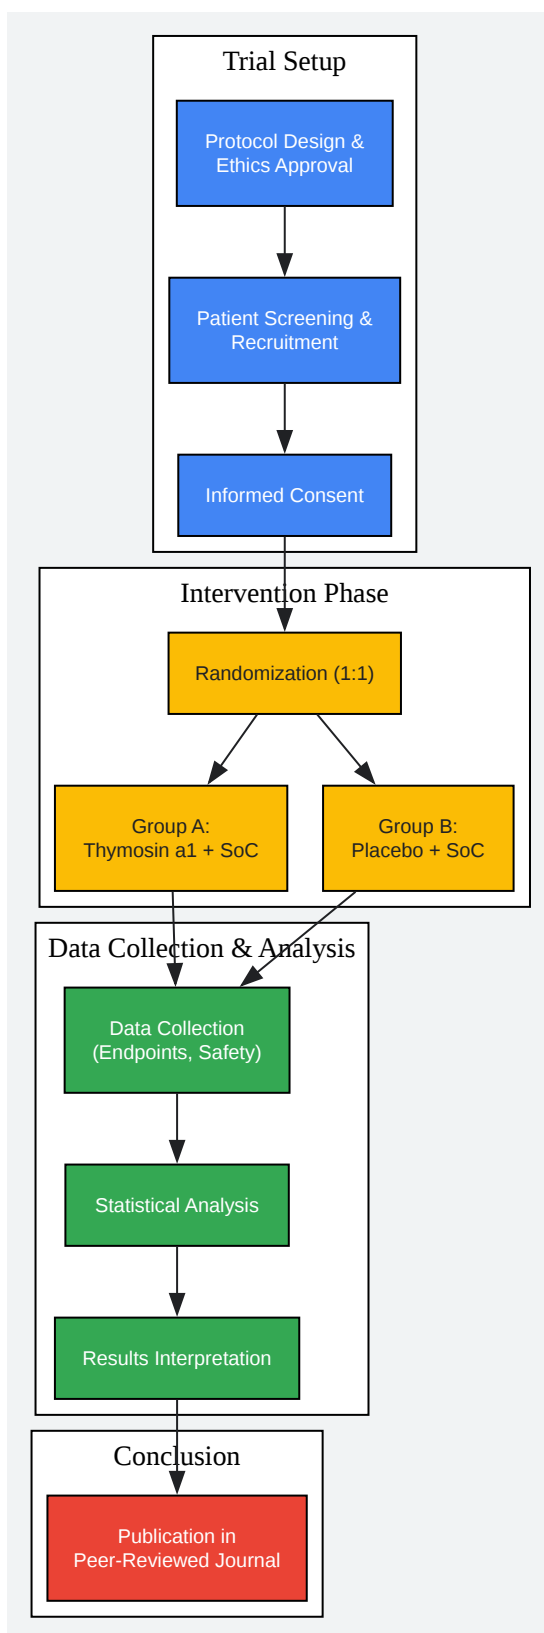 Trial Setup
Protocol Design &
Ethics Approval
Patient Screening &
Recruitment
Informed Consent
Intervention Phase
Randomization (1:1)
Group A:
Thymosin a1 + SoC
Group B:
Placebo + SoC
Data Collection & Analysis
Data Collection
(Endpoints, Safety)
Statistical Analysis
Results Interpretation
Conclusion
Publication in
Peer-Reviewed Journal